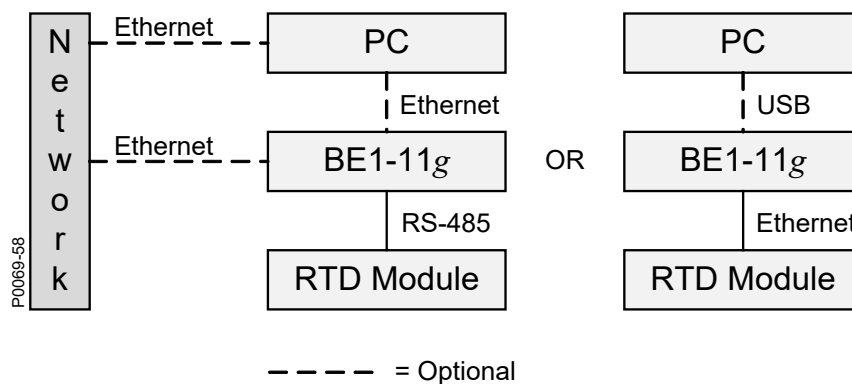 Network
Ethernet
PC
Ethernet
Ethernet
BE1-11g
RS-485
RTD Module
OR
PC
USB
BE1-11g
Ethernet
RTD Module
P0069-58
= Optional